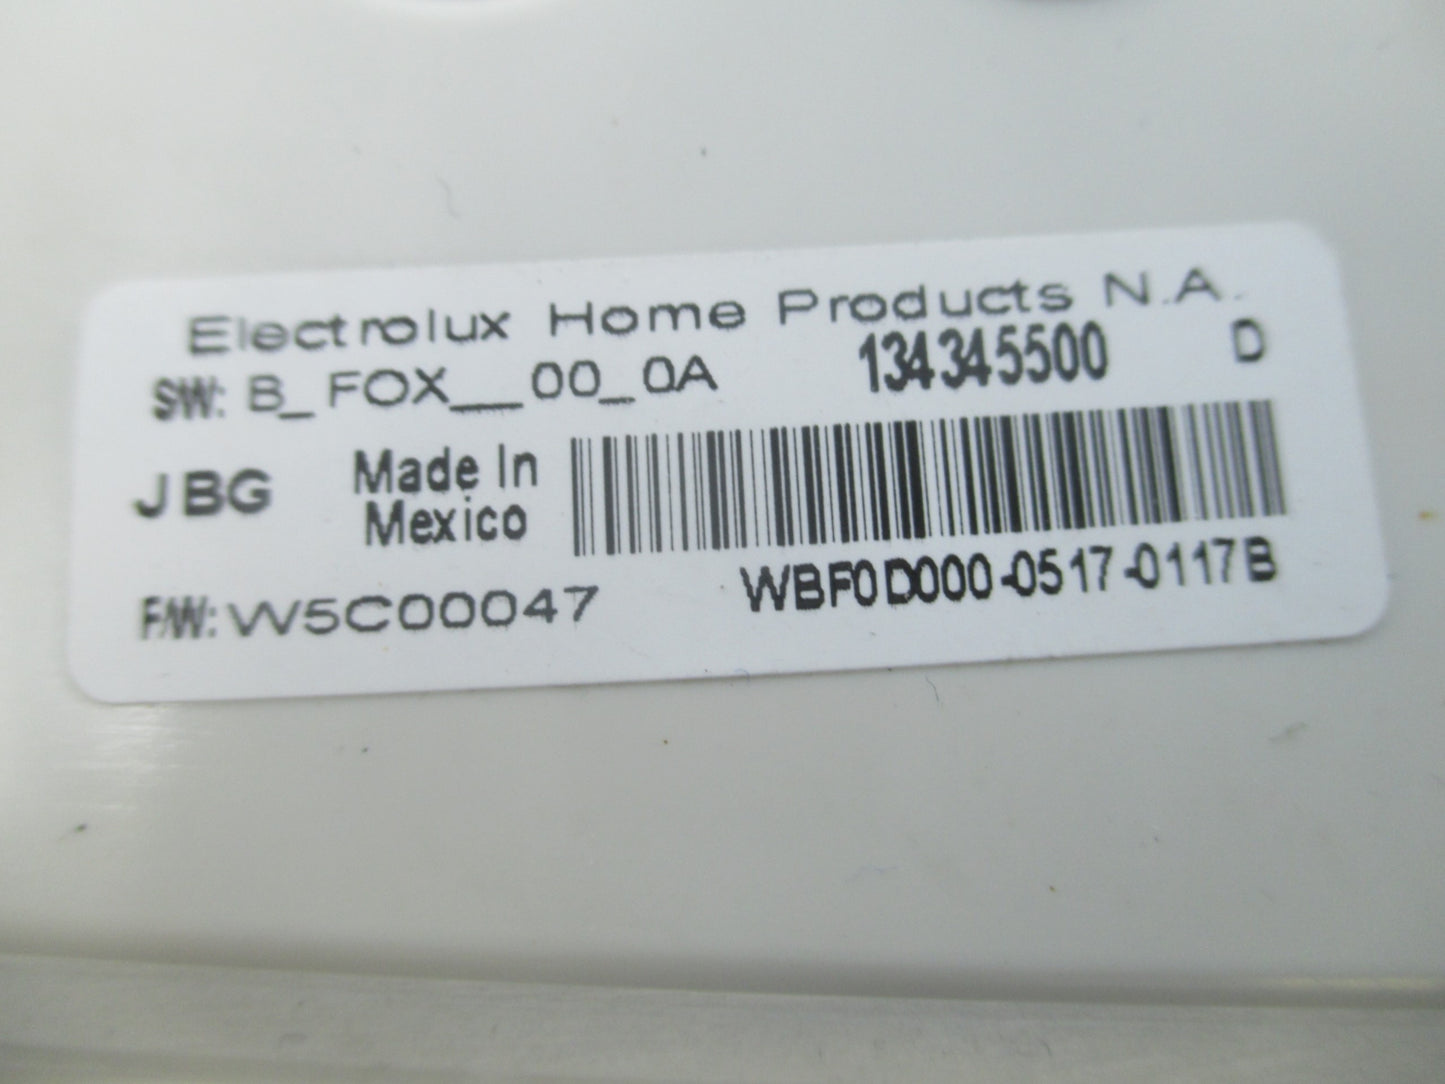 Electrolux Home Products N.A.
SW: B_FOX__00_0A 134345500 D
JBG Made In
Mexico
F/W: W5C00047 WBF0D000-0517-0117B